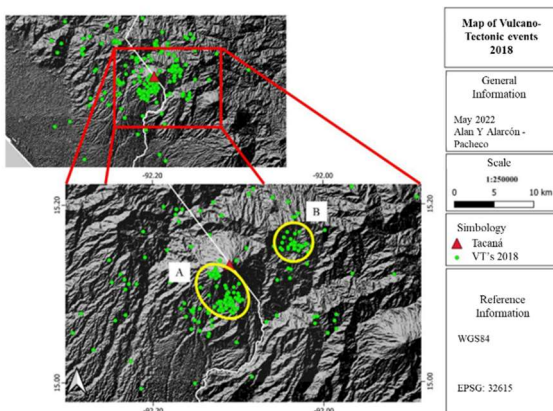 Map of Vulcano-
Tectonic events
2018
General
Information
May 2022
Alan Y Alarcón -
Pacheco
Scale
1:250000
0 5 10 km
Simbology
Tacaná
VT's 2018
Reference
Information
WGS84
EPSG: 32615
-92.20
-92.00
15.20
15.20
B
A
15.00
15.00
-92.20
-92.00